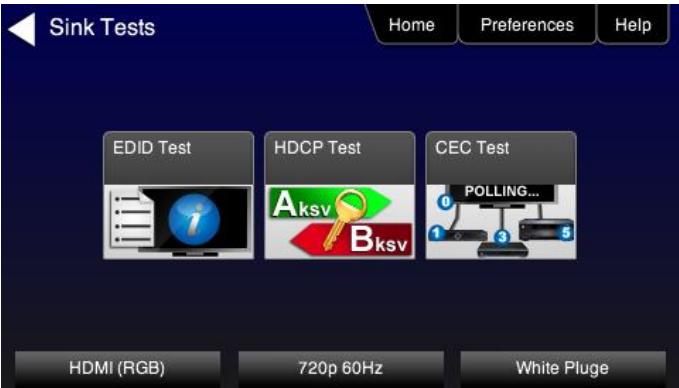 Sink Tests
Home
Preferences
Help
EDID Test
HDCP Test
CEC Test
i
Aksv
Bksv
POLLING...
0
1
3
5
HDMI (RGB)
720p 60Hz
White Pluge